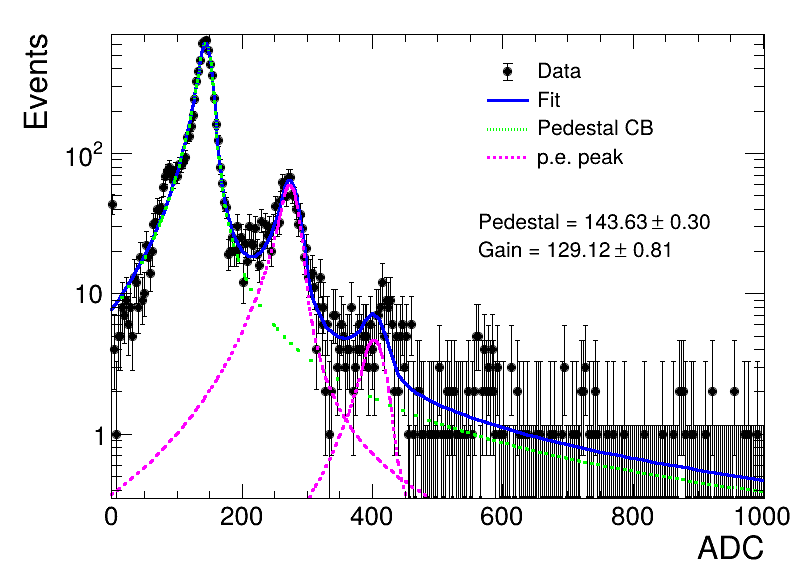 Events
Data
Fit
Pedestal CB
p.e. peak
Pedestal = 143.63 ± 0.30
Gain = 129.12 ± 0.81
10²
10
1
0 200 400 600 800 1000
ADC